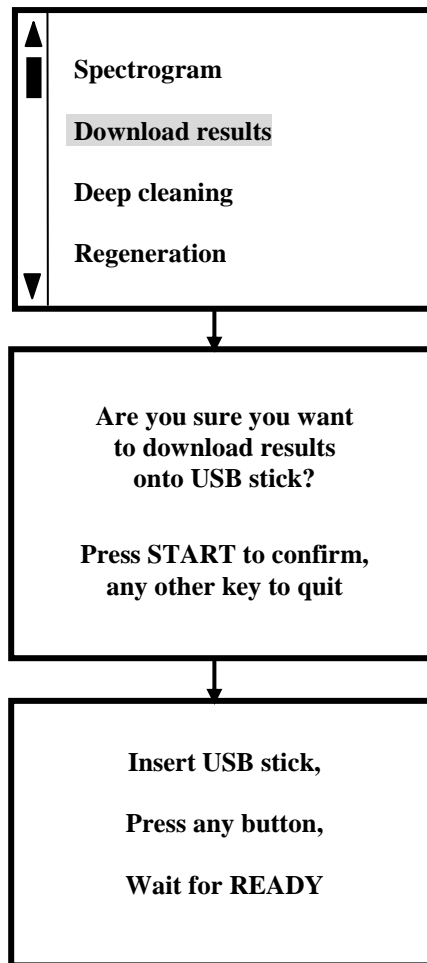 Spectrogram
Download results
Deep cleaning
Regeneration
Are you sure you want
to download results
onto USB stick?
Press START to confirm,
any other key to quit
Insert USB stick,
Press any button,
Wait for READY